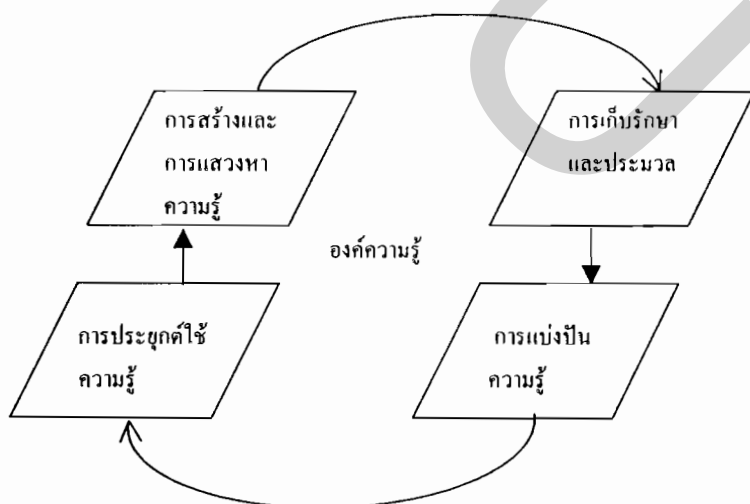 การสร้างและ
การแสวงหา
ความรู้
การเก็บรักษา
และประมวล
องค์ความรู้
การประยุกต์ใช้
ความรู้
การแบ่งปัน
ความรู้